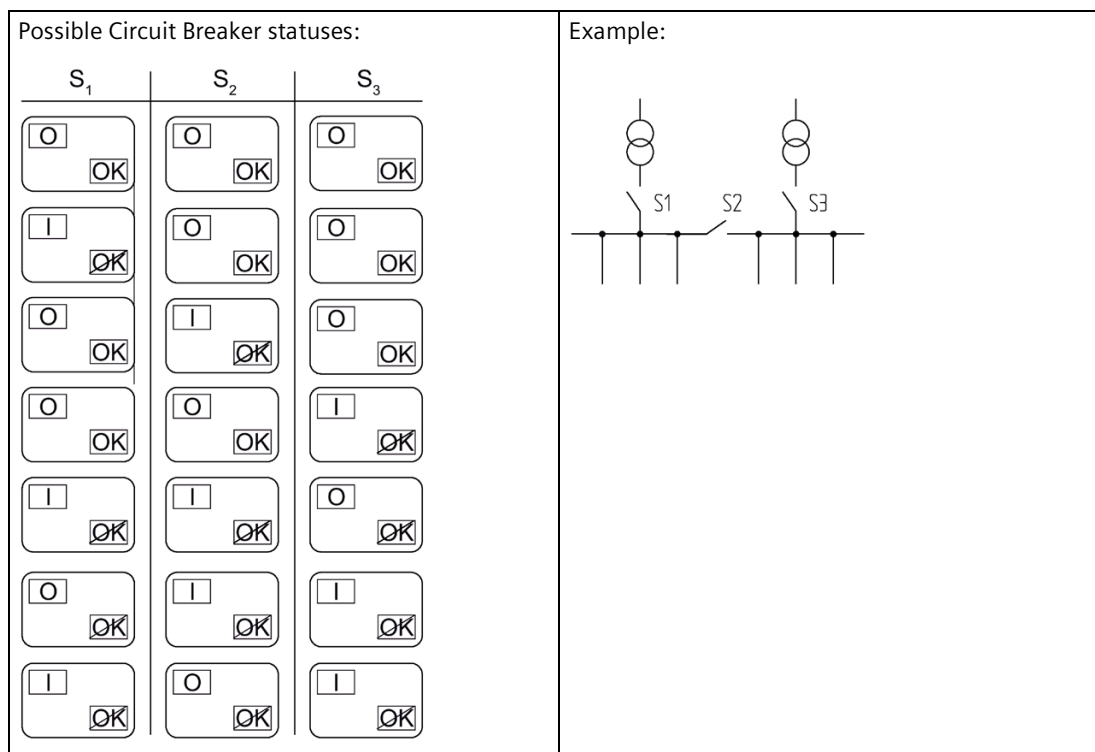 Possible Circuit Breaker statuses:
S1 S2 S3
O O O
OK OK OK
I O O
OK OK OK
O I O
OK OK OK
O O I
OK OK OK
I I O
OK OK OK
O I I
OK OK OK
I O I
OK OK OK
Example:
S1 S2 S3